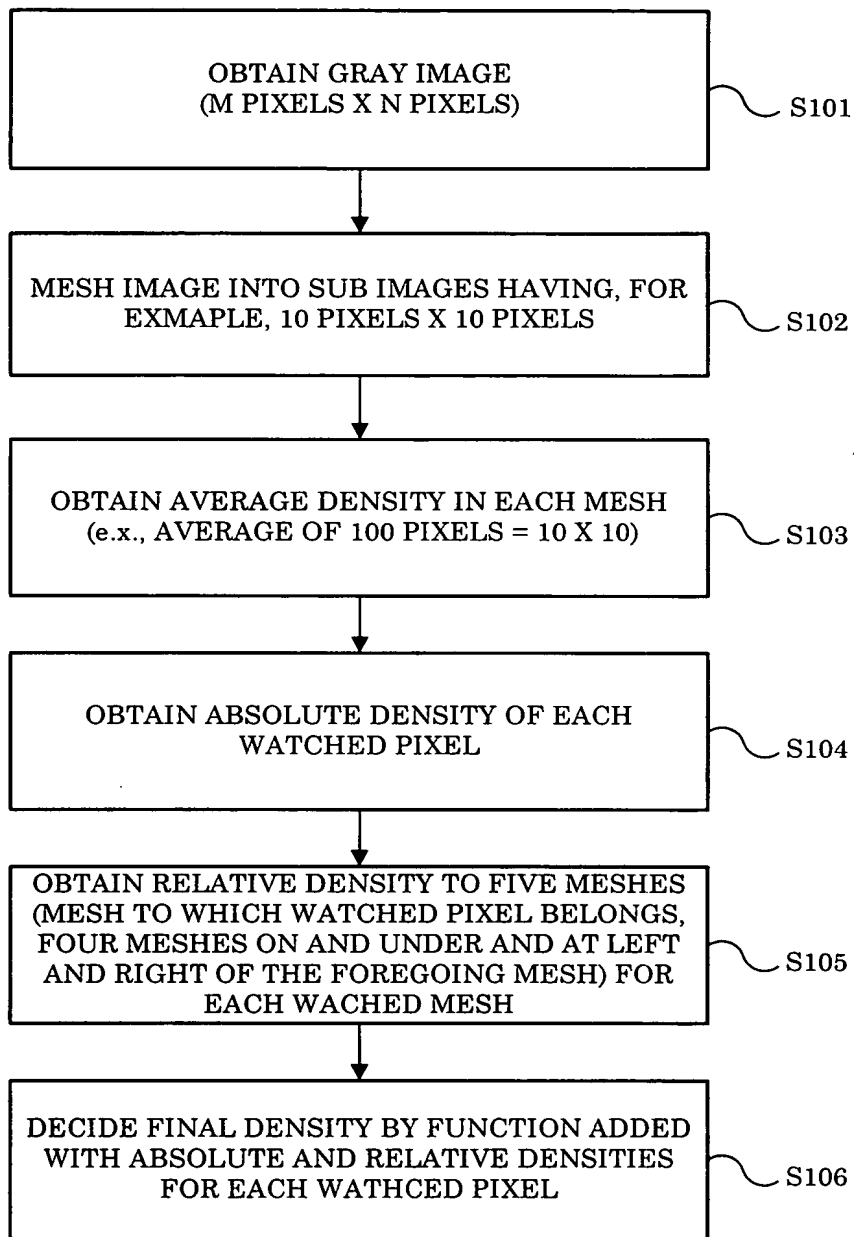 OBTAIN GRAY IMAGE
(M PIXELS X N PIXELS)
S101
MESH IMAGE INTO SUB IMAGES HAVING, FOR
EXMAPLE, 10 PIXELS X 10 PIXELS
S102
OBTAIN AVERAGE DENSITY IN EACH MESH
(e.x., AVERAGE OF 100 PIXELS = 10 X 10)
S103
OBTAIN ABSOLUTE DENSITY OF EACH
WATCHED PIXEL
S104
OBTAIN RELATIVE DENSITY TO FIVE MESHES
(MESH TO WHICH WATCHED PIXEL BELONGS,
FOUR MESHES ON AND UNDER AND AT LEFT
AND RIGHT OF THE FOREGOING MESH) FOR
EACH WACHED MESH
S105
DECIDE FINAL DENSITY BY FUNCTION ADDED
WITH ABSOLUTE AND RELATIVE DENSITIES
FOR EACH WATHCED PIXEL
S106